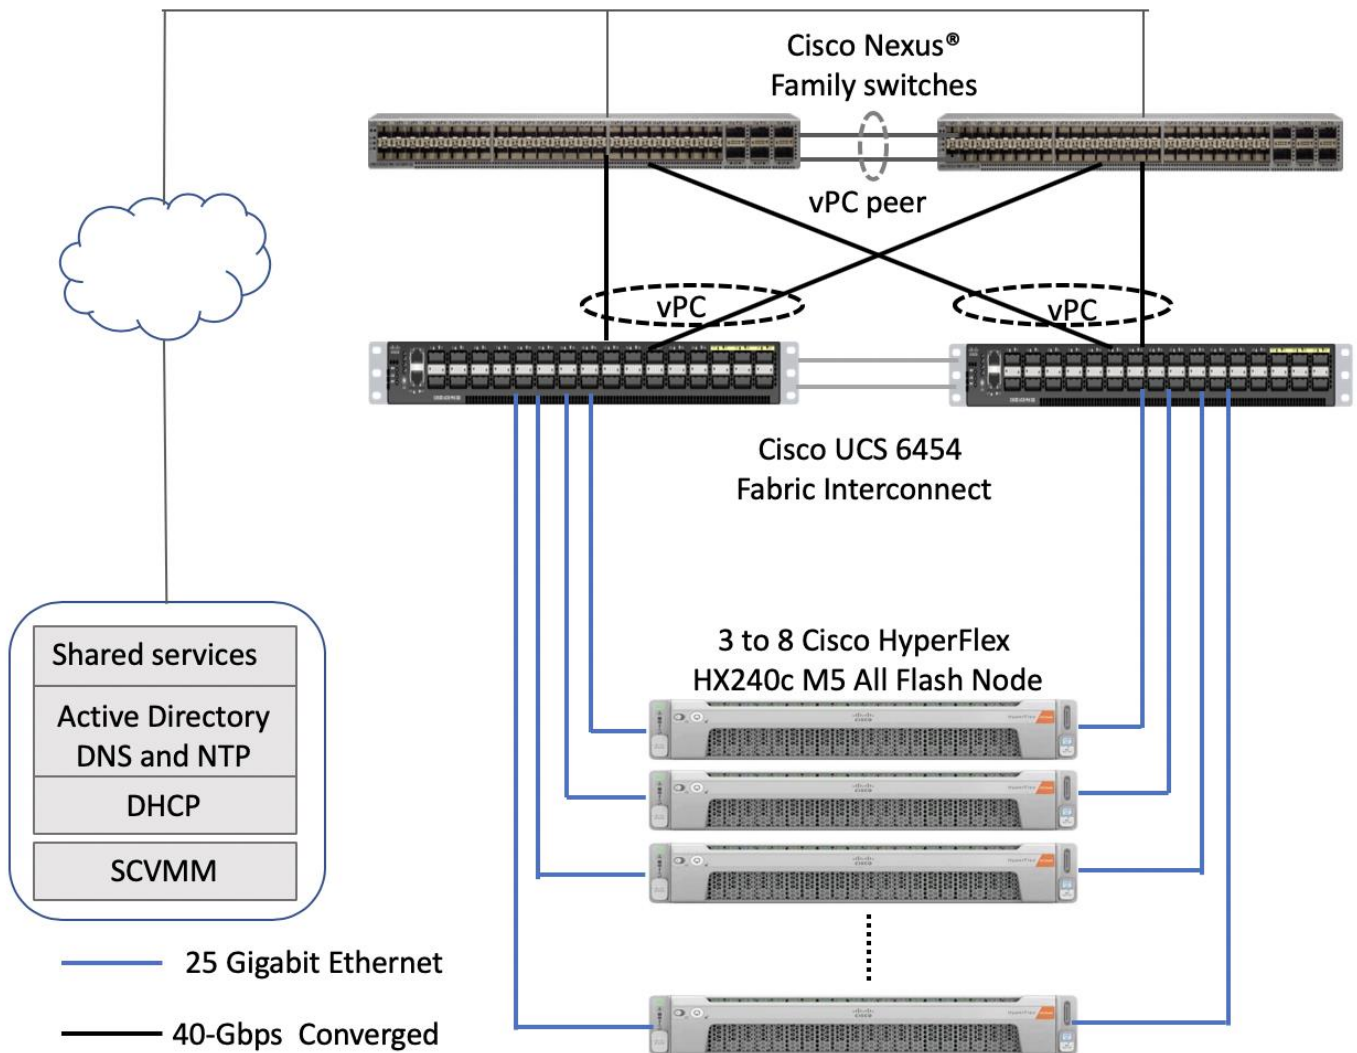 Cisco Nexus®
Family switches
vPC peer
vPC
vPC
Cisco UCS 6454
Fabric Interconnect
3 to 8 Cisco HyperFlex
HX240c M5 All Flash Node
Shared services
Active Directory
DNS and NTP
DHCP
SCVMM
25 Gigabit Ethernet
40-Gbps Converged